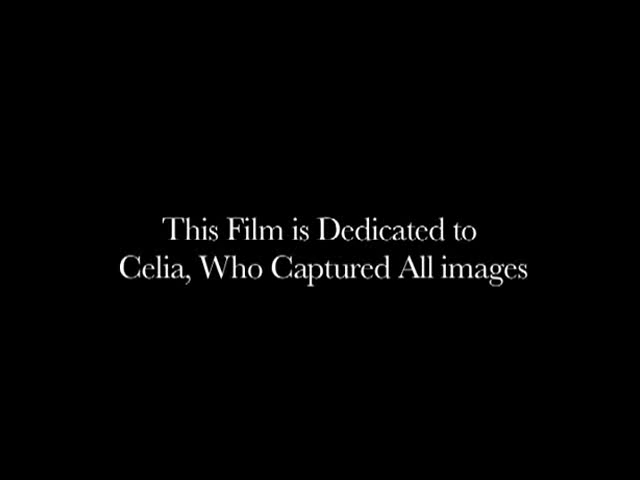 This Film is Dedicated to
Celia, Who Captured All images